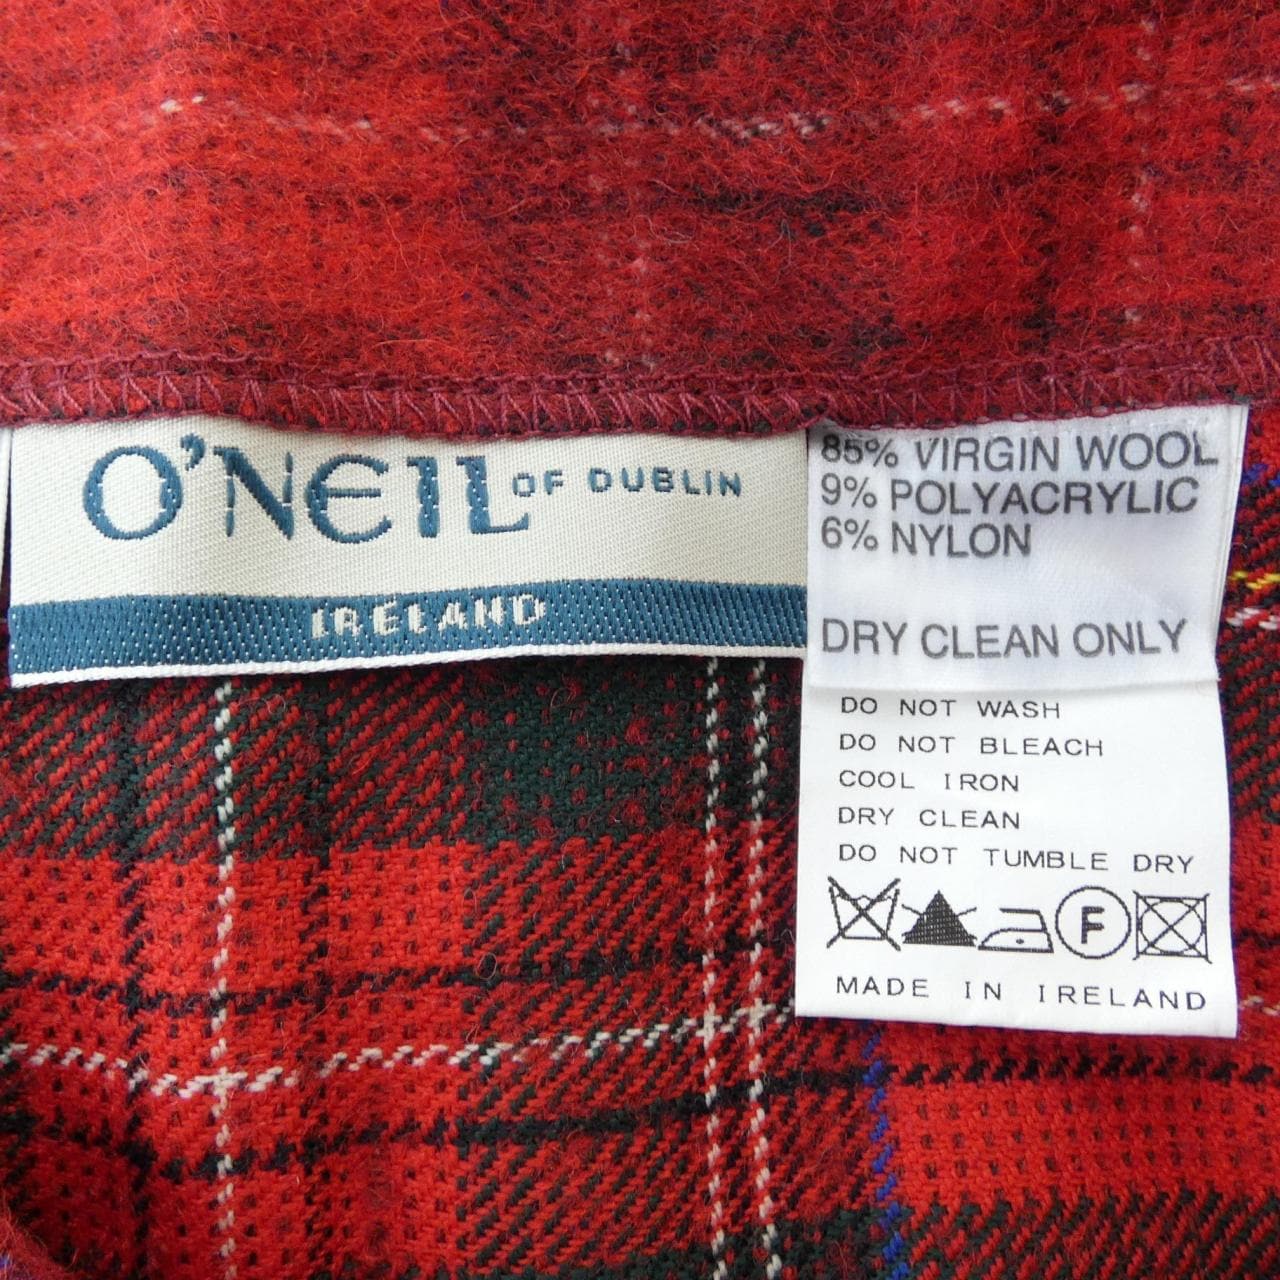 O'NEIL OF DUBLIN
IRELAND
85% VIRGIN WOOL
9% POLYACRYLIC
6% NYLON
DRY CLEAN ONLY
DO NOT WASH
DO NOT BLEACH
COOL IRON
DRY CLEAN
DO NOT TUMBLE DRY
F
MADE IN IRELAND